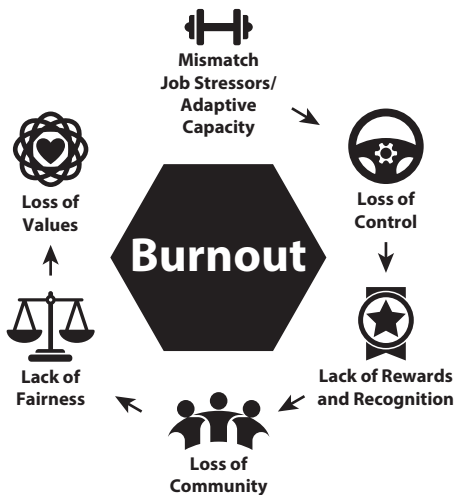 Mismatch
Job Stressors/
Adaptive
Capacity
Loss of
Control
Lack of Rewards
and Recognition
Loss of
Community
Lack of
Fairness
Loss of
Values
Burnout